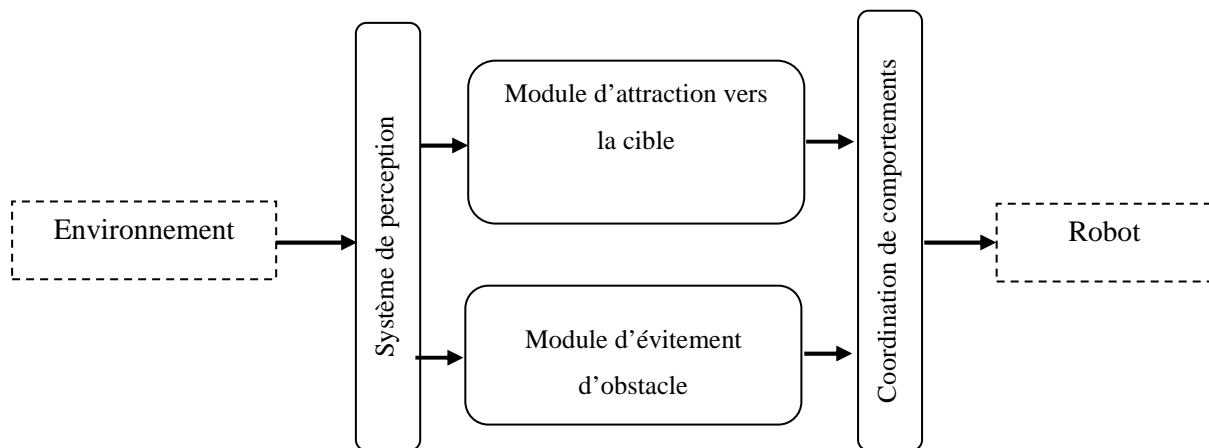 Environnement
Système de perception
Module d’attraction vers
la cible
Module d’évitement
d’obstacle
Coordination de comportements
Robot